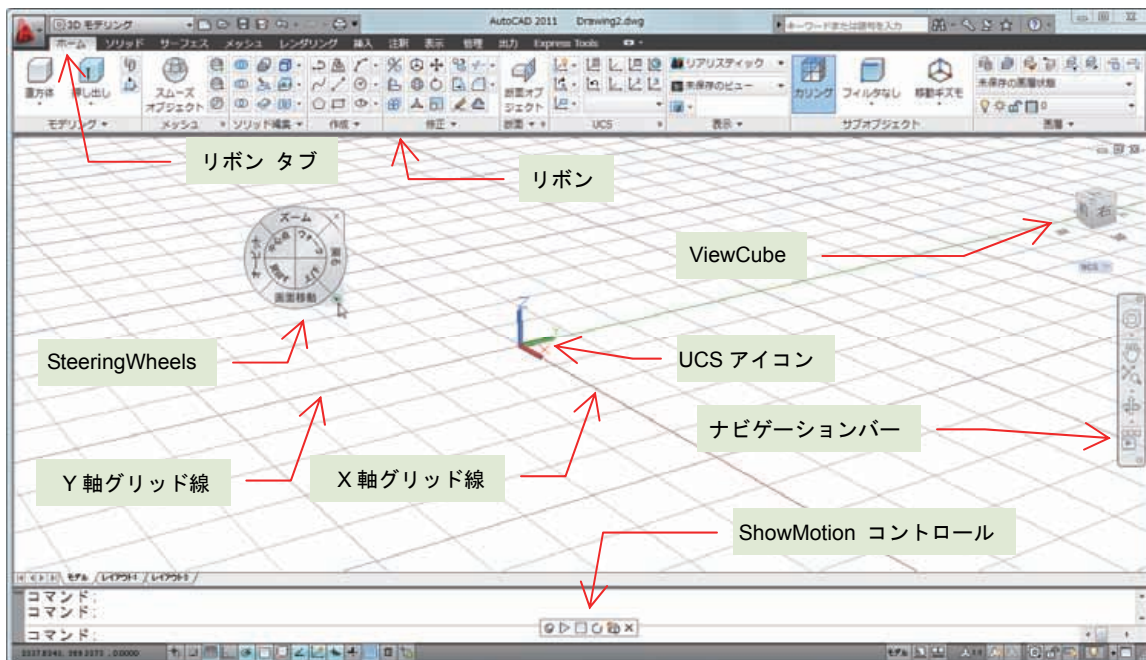 3D モデリング
AutoCAD 2011 Drawing2.dwg
キーワードまたは語句を入力
ホーム ソリッド サーフェス メッシュ レンダリング 挿入 注釈 表示 管理 出力 Express Tools
直方体 押し出し
スムーズ
オブジェクト
断面オブ
ジェクト
リアリスティック
未保存のビュー
カリング フィルタなし 移動ギズモ
未保存の画層状態
0
モデリング メッシュ ソリッド編集 作成 修正 断面 UCS 表示 サブオブジェクト 画層
リボン タブ
リボン
ズーム
画面移動
右
ViewCube
WCS
Z
SteeringWheels
UCS アイコン
ナビゲーションバー
Y 軸グリッド線
X 軸グリッド線
ShowMotion コントロール
モデル レイアウト1 レイアウト2
コマンド:
コマンド:
コマンド:
モデル